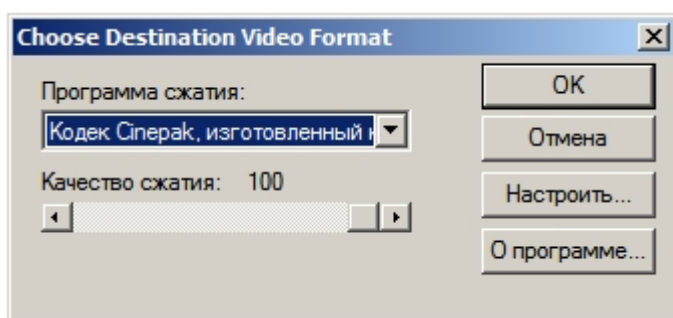 Choose Destination Video Format
Программа сжатия:
Кодек Cinepak, изготовленный
Качество сжатия: 100
OK
Отмена
Настроить...
О программе...